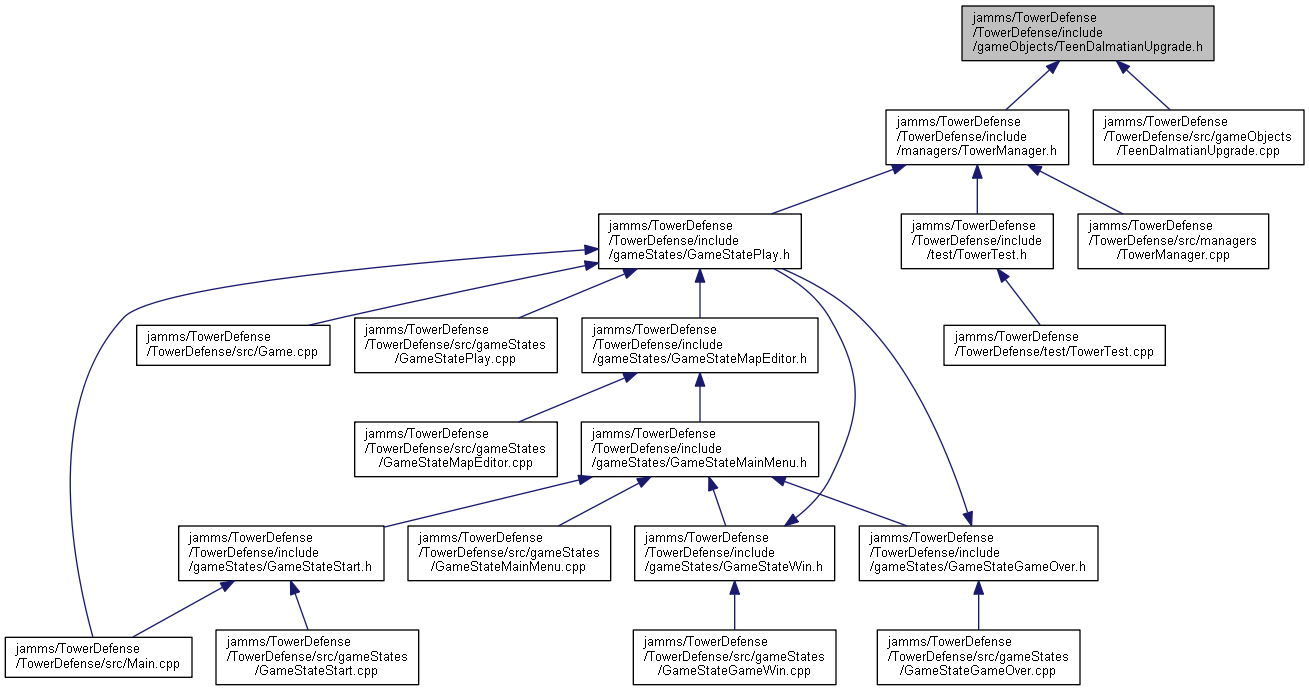 jamms/TowerDefense
/TowerDefense/include
/gameObjects/TeenDalmatianUpgrade.h
jamms/TowerDefense
/TowerDefense/include
/managers/TowerManager.h
jamms/TowerDefense
/TowerDefense/src/gameObjects
/TeenDalmatianUpgrade.cpp
jamms/TowerDefense
/TowerDefense/include
/gameStates/GameStatePlay.h
jamms/TowerDefense
/TowerDefense/include
/test/TowerTest.h
jamms/TowerDefense
/TowerDefense/src/managers
/TowerManager.cpp
jamms/TowerDefense
/TowerDefense/src/Game.cpp
jamms/TowerDefense
/TowerDefense/src/gameStates
/GameStatePlay.cpp
jamms/TowerDefense
/TowerDefense/include
/gameStates/GameStateMapEditor.h
jamms/TowerDefense
/TowerDefense/test/TowerTest.cpp
jamms/TowerDefense
/TowerDefense/src/gameStates
/GameStateMapEditor.cpp
jamms/TowerDefense
/TowerDefense/include
/gameStates/GameStateMainMenu.h
jamms/TowerDefense
/TowerDefense/include
/gameStates/GameStateStart.h
jamms/TowerDefense
/TowerDefense/src/gameStates
/GameStateMainMenu.cpp
jamms/TowerDefense
/TowerDefense/include
/gameStates/GameStateWin.h
jamms/TowerDefense
/TowerDefense/include
/gameStates/GameStateGameOver.h
jamms/TowerDefense
/TowerDefense/src/Main.cpp
jamms/TowerDefense
/TowerDefense/src/gameStates
/GameStateStart.cpp
jamms/TowerDefense
/TowerDefense/src/gameStates
/GameStateGameWin.cpp
jamms/TowerDefense
/TowerDefense/src/gameStates
/GameStateGameOver.cpp